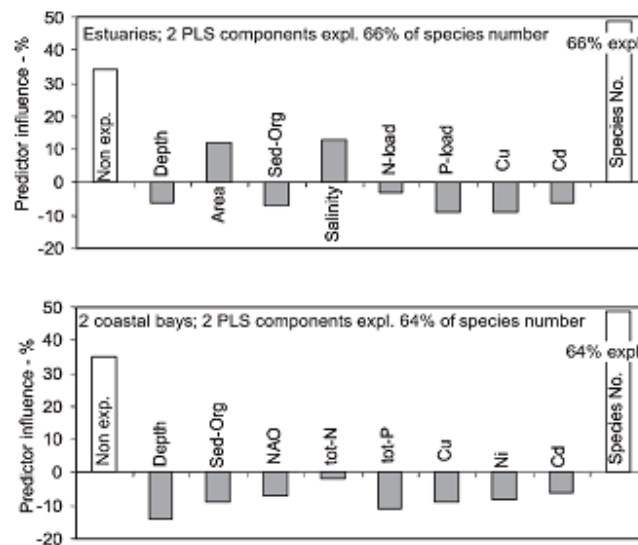 Estuaries; 2 PLS components expl. 66% of species number
66% expl
Predictor influence - %
50
40
30
20
10
0
-10
-20
Non exp.
Depth
Area
Sed-Org
Salinity
N-load
P-load
Cu
Cd
Species No.
2 coastal bays; 2 PLS components expl. 64% of species number
64% expl
Predictor influence - %
50
40
30
20
10
0
-10
-20
Non exp.
Depth
Sed-Org
NAO
tot-N
tot-P
Cu
Ni
Cd
Species No.